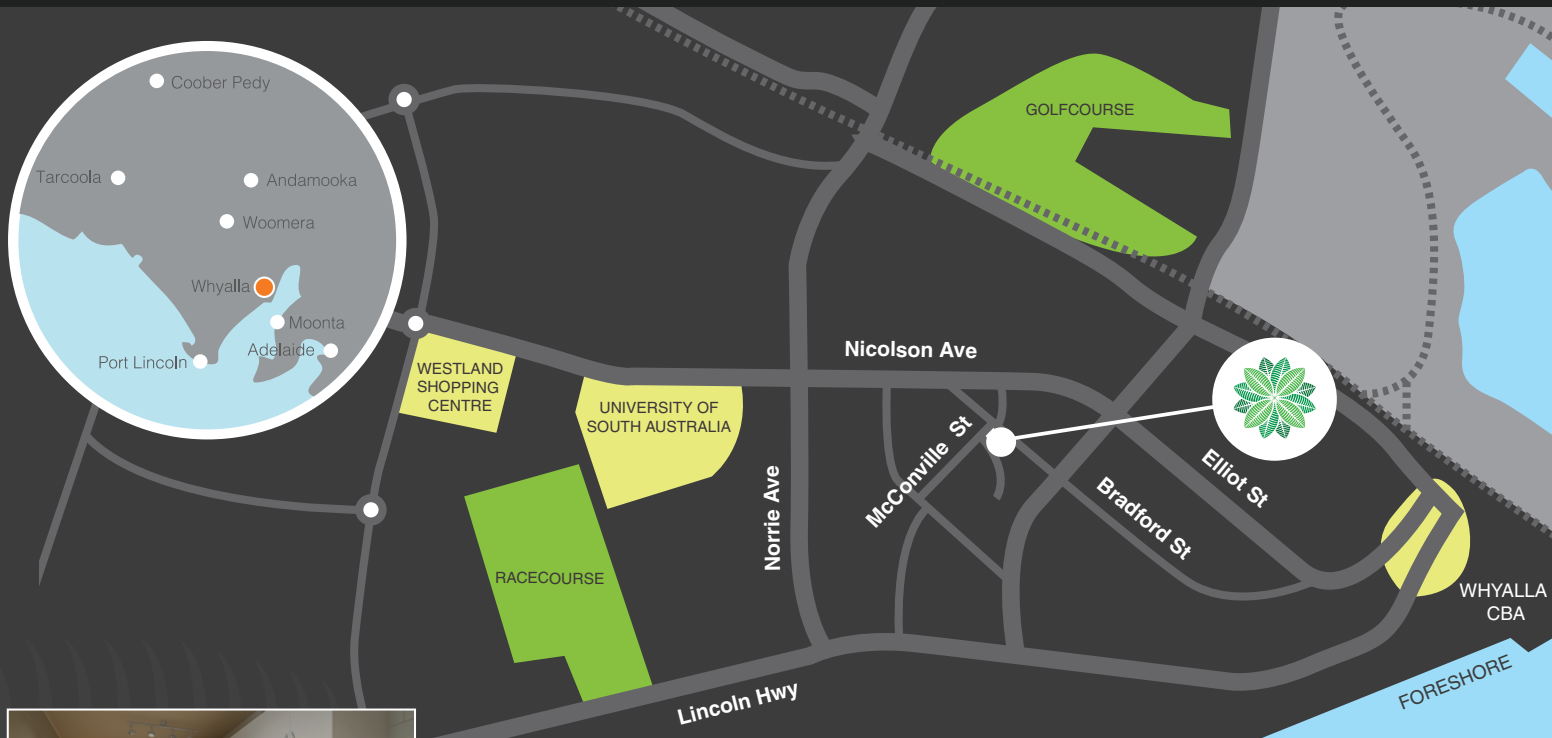 Coober Pedy
Tarcoola
Andamooka
Woomera
Whyalla
Moonta
Adelaide
Port Lincoln
GOLFCOURSE
Nicolson Ave
WESTLAND
SHOPPING
CENTRE
UNIVERSITY OF
SOUTH AUSTRALIA
McConville St
Elliot St
Bradford St
Norrie Ave
RACECOURSE
WHYALLA
CBA
FORESHORE
Lincoln Hwy